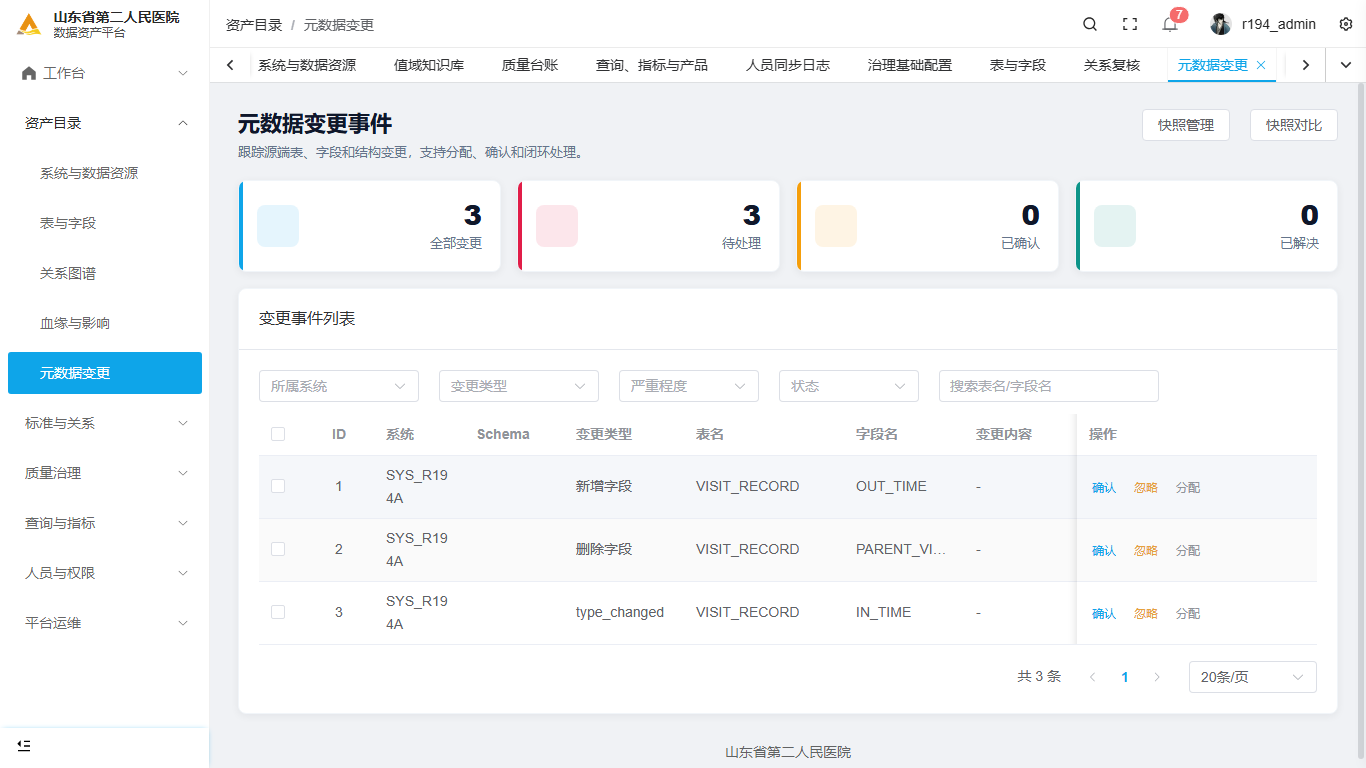 山东省第二人民医院
数据资产平台
资产目录 / 元数据变更
7
r194_admin
工作台
资产目录
系统与数据资源
表与字段
关系图谱
血缘与影响
元数据变更
标准与关系
质量治理
查询与指标
人员与权限
平台运维
系统与数据资源 值域知识库 质量台账 查询、指标与产品 人员同步日志 治理基础配置 表与字段 关系复核 元数据变更
元数据变更事件
跟踪源端表、字段和结构变更，支持分配、确认和闭环处理。
快照管理 快照对比
3
全部变更
3
待处理
0
已确认
0
已解决
变更事件列表
所属系统 变更类型 严重程度 状态 搜索表名/字段名
ID 系统 Schema 变更类型 表名 字段名 变更内容 操作
1 SYS_R19 新增字段 VISIT_RECORD OUT_TIME - 确认 忽略 分配
4A
2 SYS_R19 删除字段 VISIT_RECORD PARENT_VI... - 确认 忽略 分配
4A
3 SYS_R19 type_changed VISIT_RECORD IN_TIME - 确认 忽略 分配
4A
共 3 条 1 20条/页
山东省第二人民医院